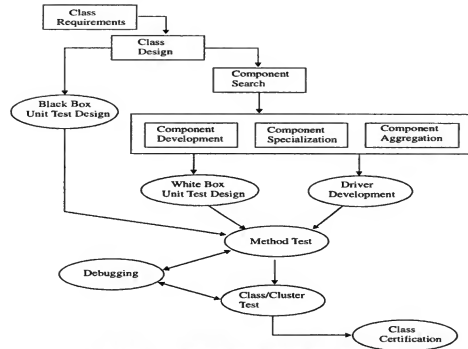 Class
Requirements
Class
Design
Component
Search
Black Box
Unit Test Design
Component
Development
Component
Specialization
Component
Aggregation
White Box
Unit Test Design
Driver
Development
Method Test
Debugging
Class/Cluster
Test
Class
Certification